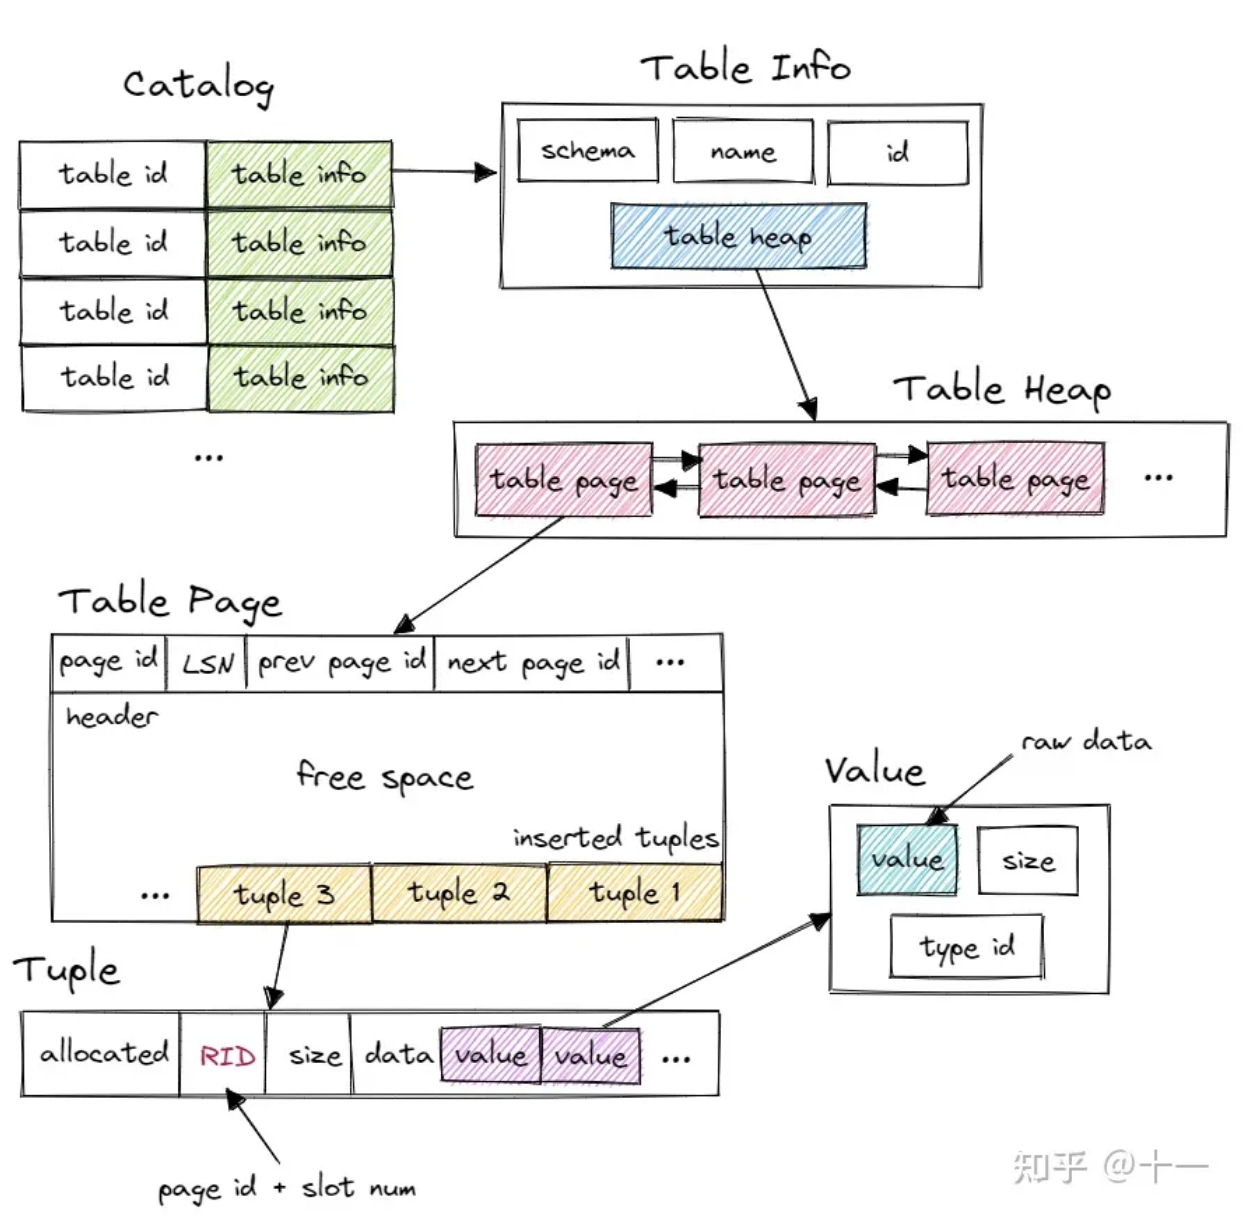 Catalog
table id table info
table id table info
table id table info
table id table info
...
Table Info
schema name id
table heap
Table Heap
table page table page table page ...
Table Page
page id LSN prev page id next page id ...
header
free space
inserted tuples
... tuple 3 tuple 2 tuple 1
raw data
Value
value size
type id
Tuple
allocated RID size data value value ...
page id + slot num
知乎 @十一